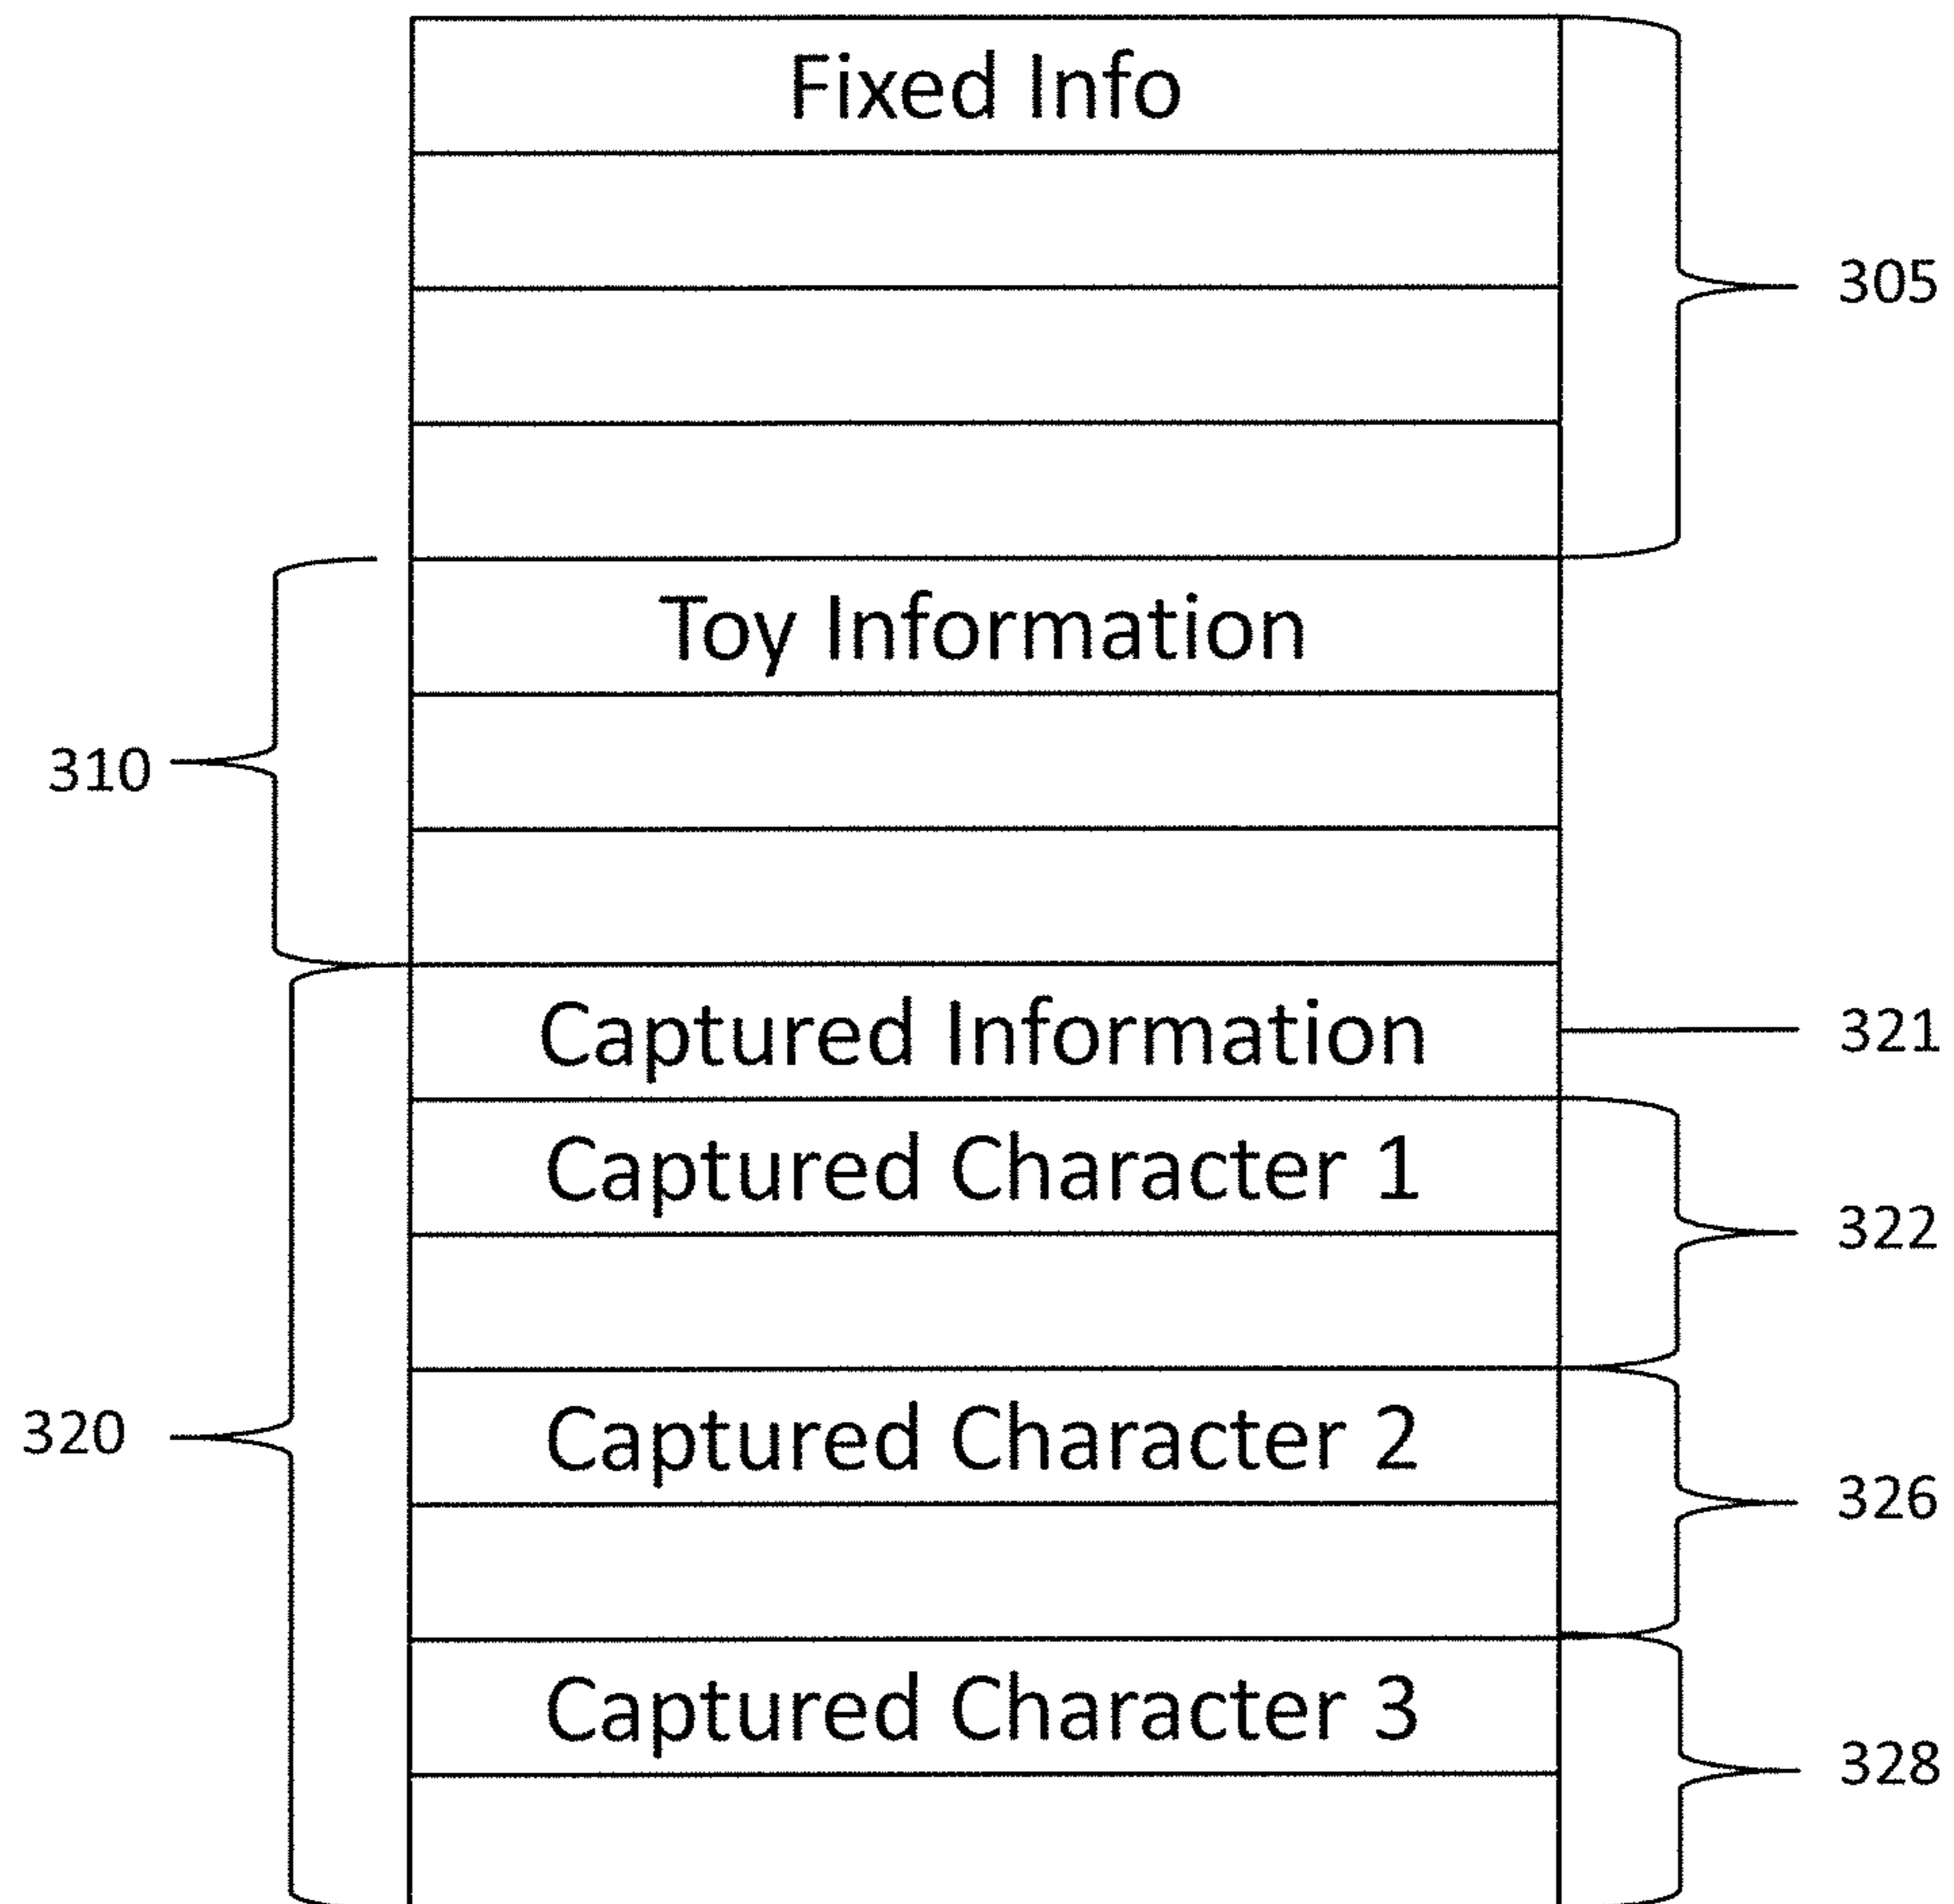 Fixed Info
305
Toy Information
310
Captured Information
321
Captured Character 1
322
320
Captured Character 2
326
Captured Character 3
328